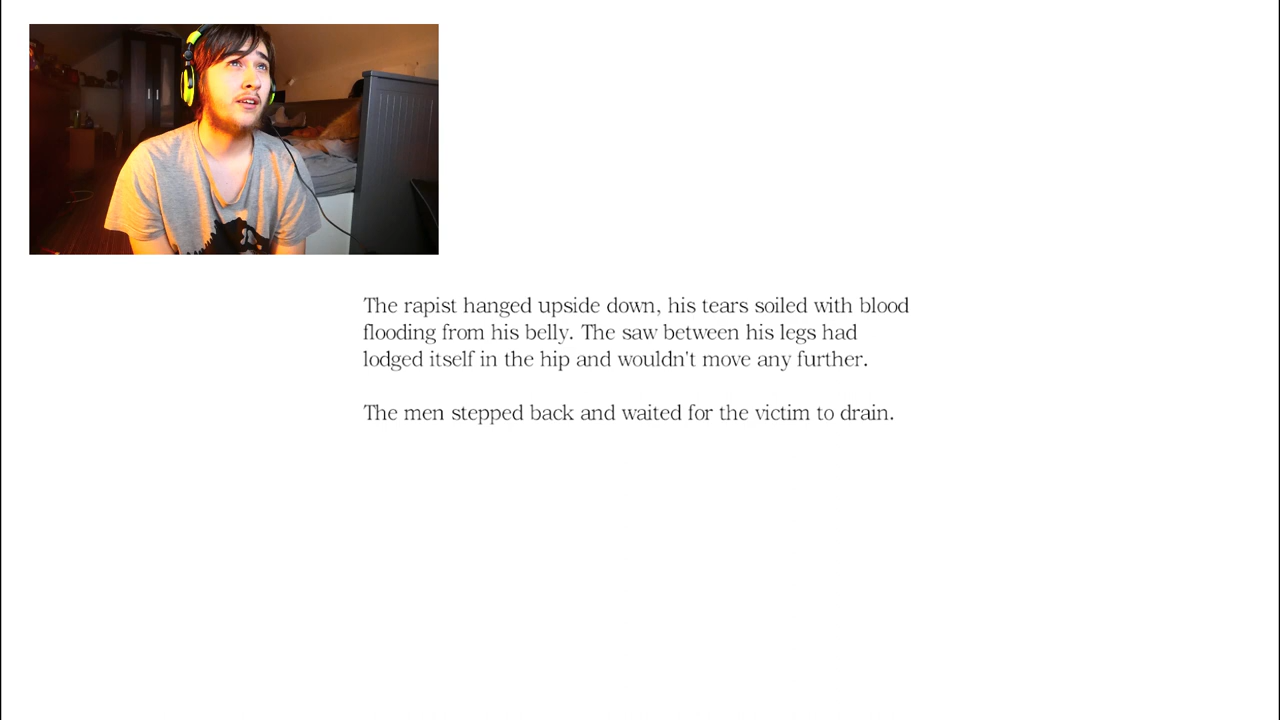 The rapist hanged upside down, his tears soiled with blood
flooding from his belly. The saw between his legs had
lodged itself in the hip and wouldn't move any further.
The men stepped back and waited for the victim to drain.